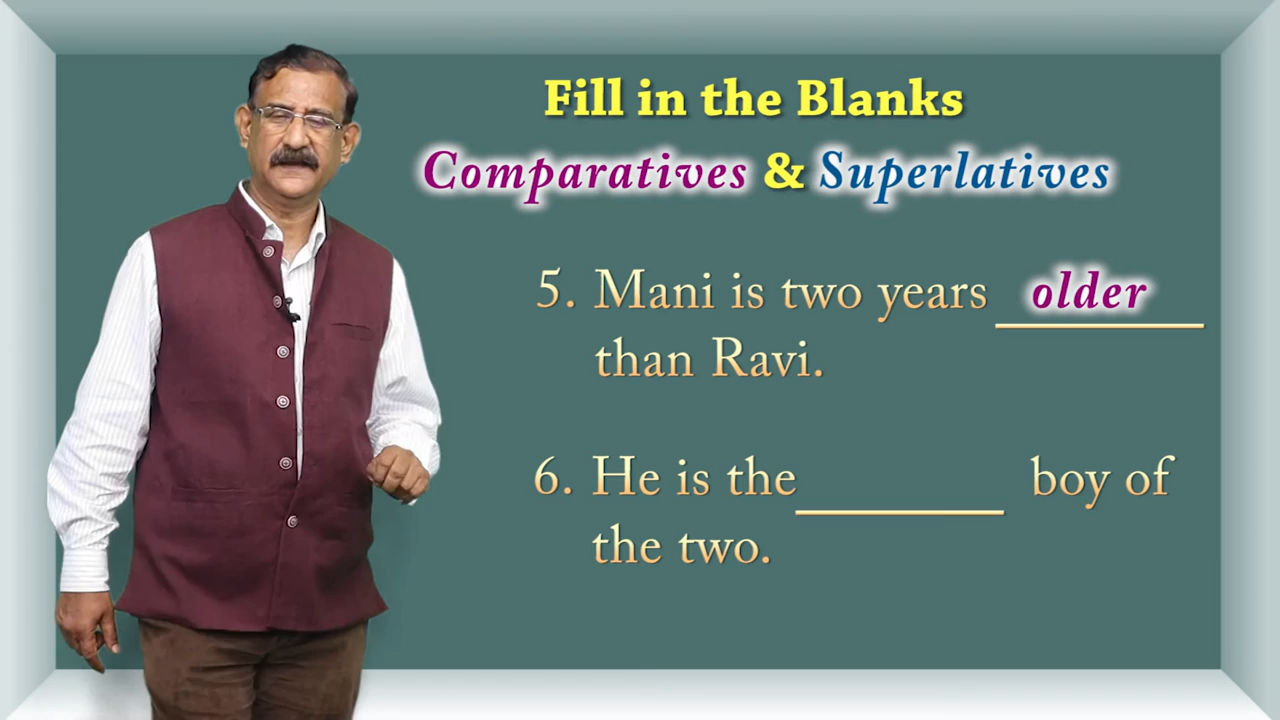 Fill in the Blanks
Comparatives & Superlatives
5. Mani is two years older
than Ravi.
6. He is the________ boy of
the two.